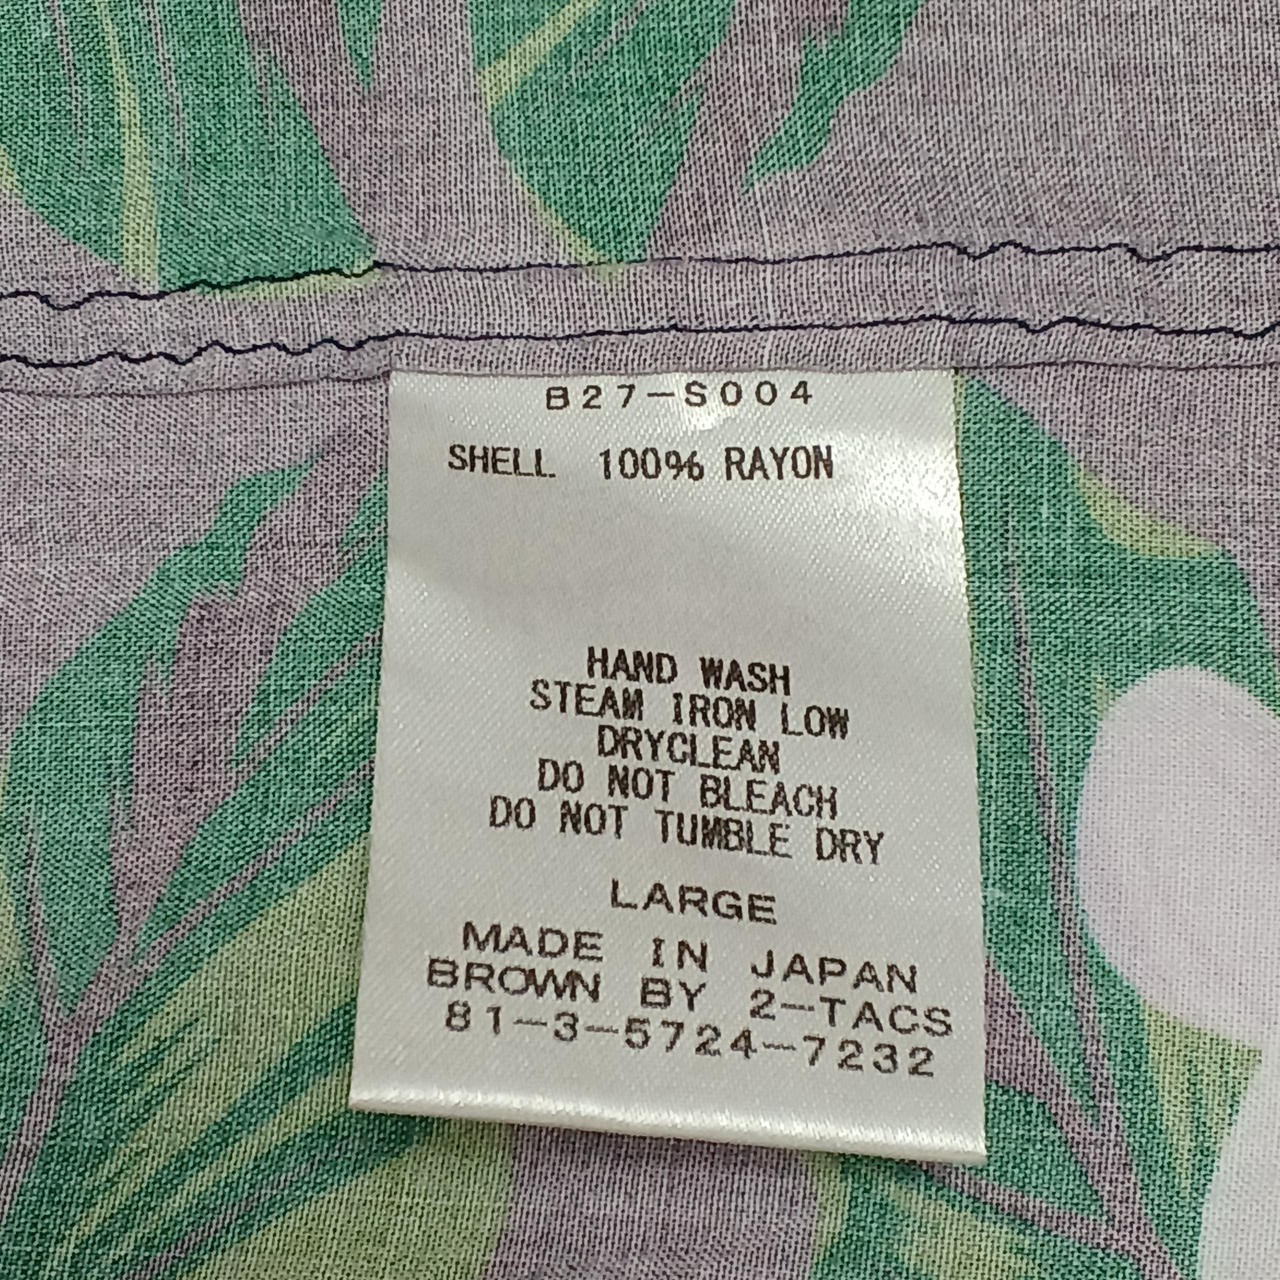 B27-S004
SHELL 100% RAYON
HAND WASH
STEAM IRON LOW
DRYCLEAN
DO NOT BLEACH
DO NOT TUMBLE DRY
LARGE
MADE IN JAPAN
BROWN BY 2-TACS
81-3-5724-7232